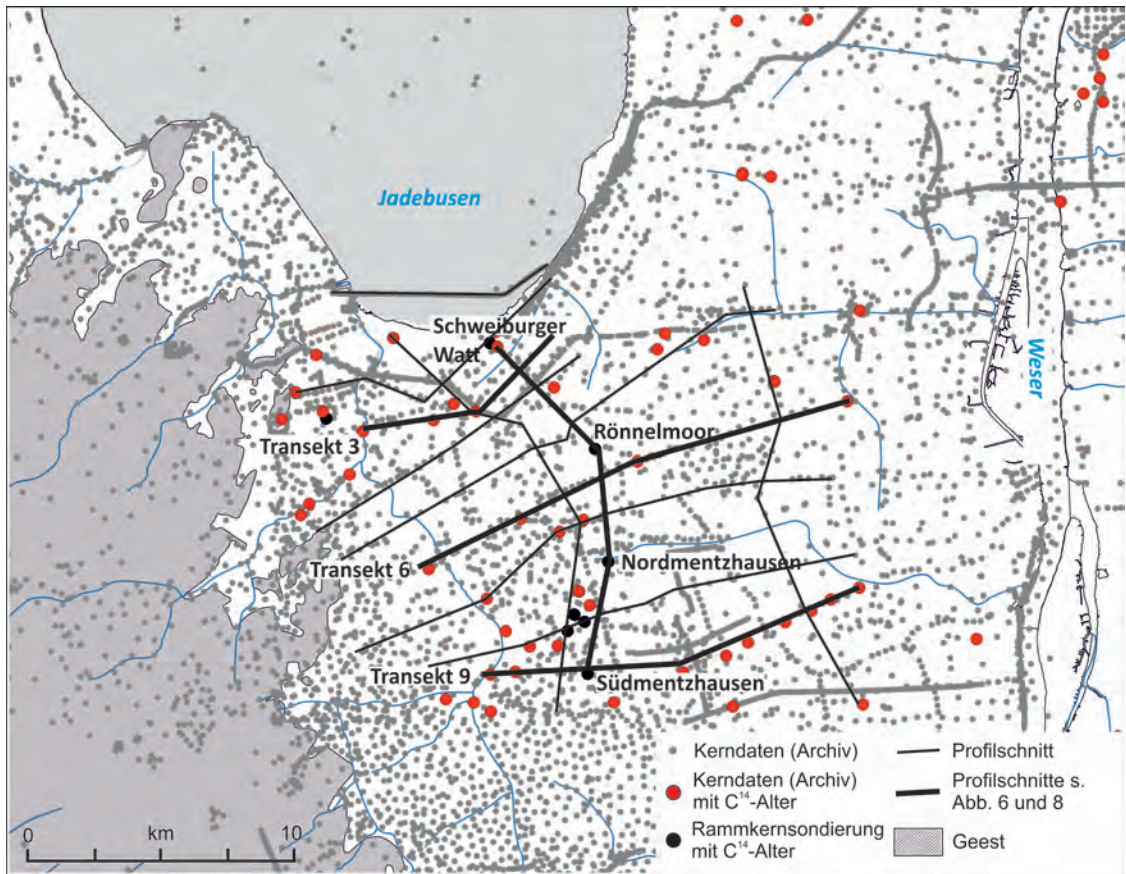 Jadebusen
Schweiburger
Watt
Weser
Rönnelmoor
Transekt 3
Transekt 6
Nordmentzhausen
Transekt 9
Südmentzhausen
Kerndaten (Archiv)
Kerndaten (Archiv)
mit C¹⁴-Alter
Rammkernsondierung
mit C¹⁴-Alter
Profilschnitt
Profilschnitte s.
Abb. 6 und 8
Geest
0 km 10